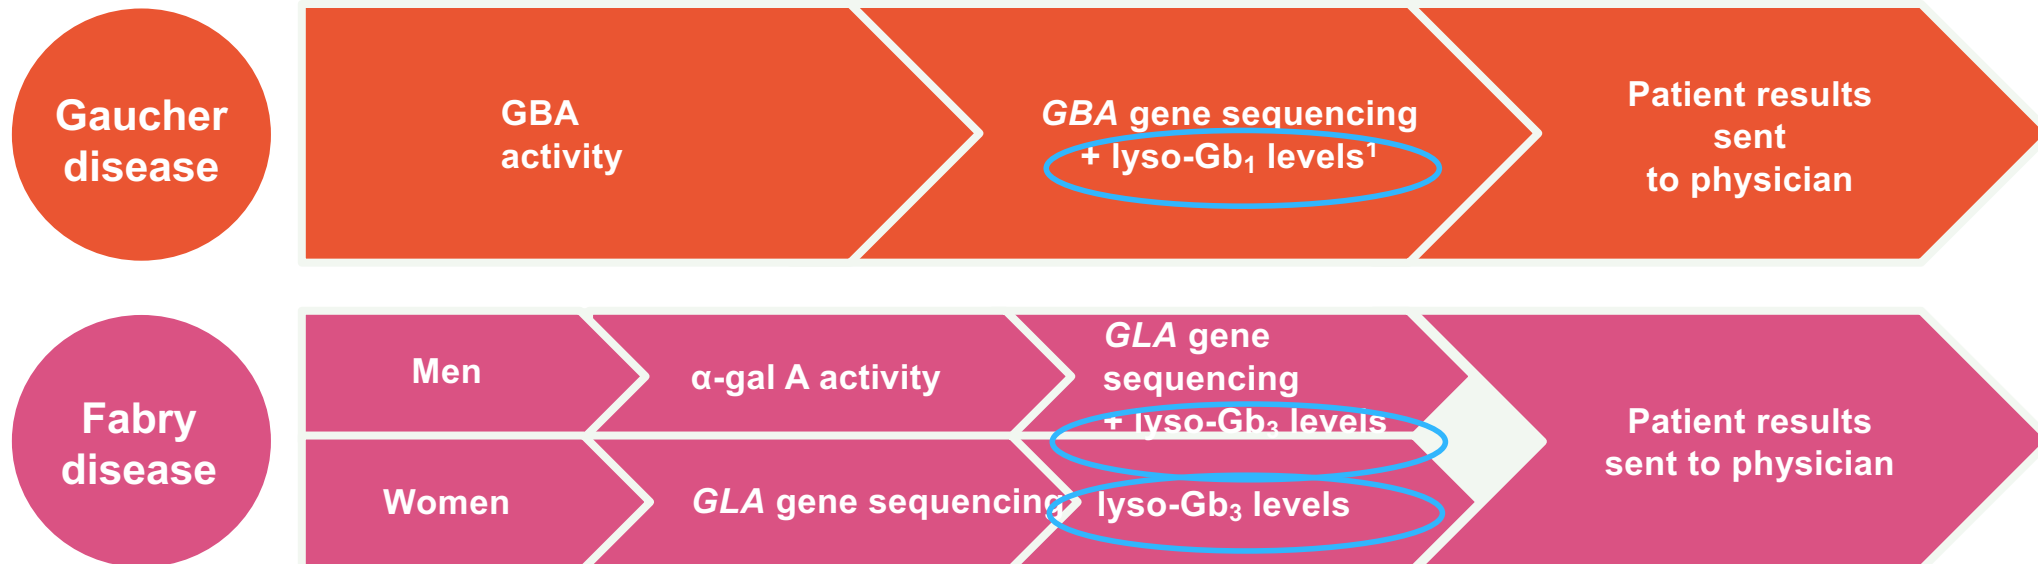 Gaucher
disease
GBA
activity
GBA gene sequencing
+ lyso-Gb₁ levels¹
Patient results
sent
to physician
Fabry
disease
Men
α-gal A activity
GLA gene
sequencing
+ lyso-Gb₃ levels
Women
GLA gene sequencing
lyso-Gb₃ levels
Patient results
sent to physician